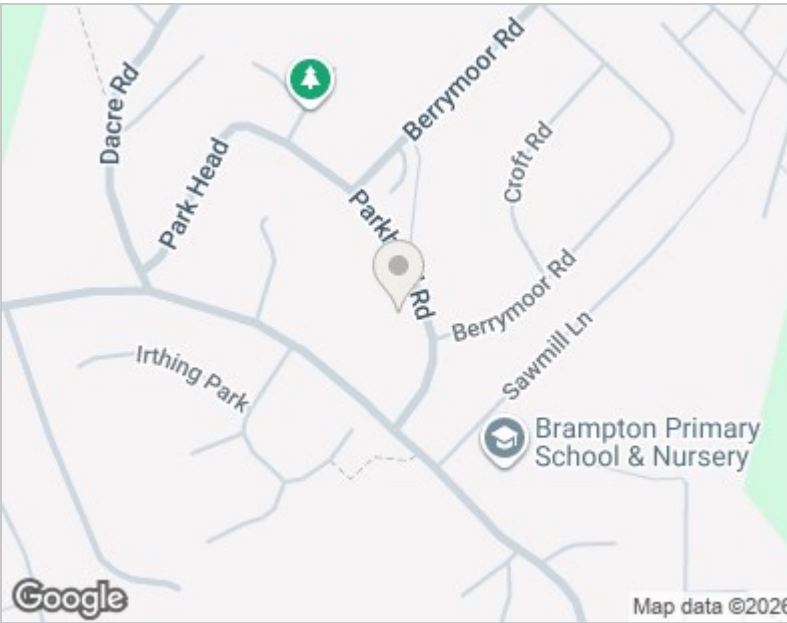 Dacre Rd
Berrymoor Rd
Park Head
Croft Rd
Rd
Berrymoor Rd
Irthing Park
Sawmill Ln
Brampton Primary
School & Nursery
Google
Map data ©2026